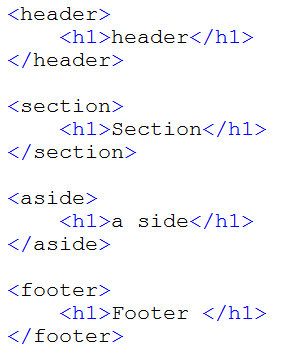 <header>
    <h1>header</h1>
</header>

<section>
    <h1>Section</h1>
</section>

<aside>
    <h1>a side</h1>
</aside>

<footer>
    <h1>Footer </h1>
</footer>